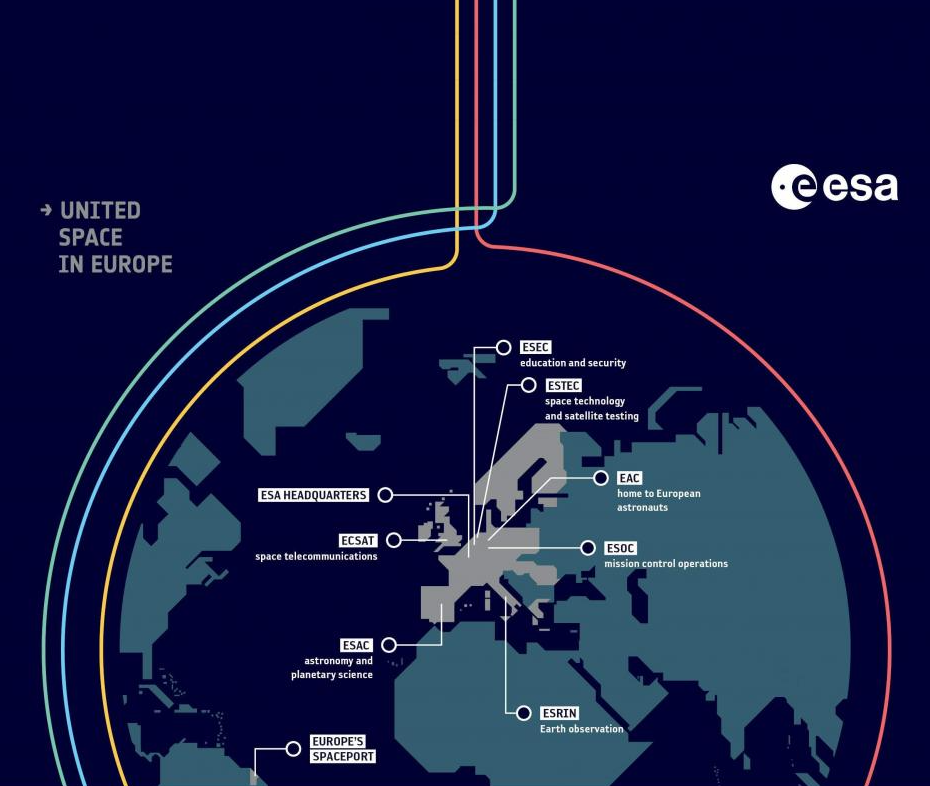 esa
→ UNITED
SPACE
IN EUROPE
ESEC
education and security
ESTEC
space technology
and satellite testing
EAC
home to European
astronauts
ESA HEADQUARTERS
ECSAT
space telecommunications
ESOC
mission control operations
ESAC
astronomy and
planetary science
ESRIN
Earth observation
EUROPE'S
SPACEPORT